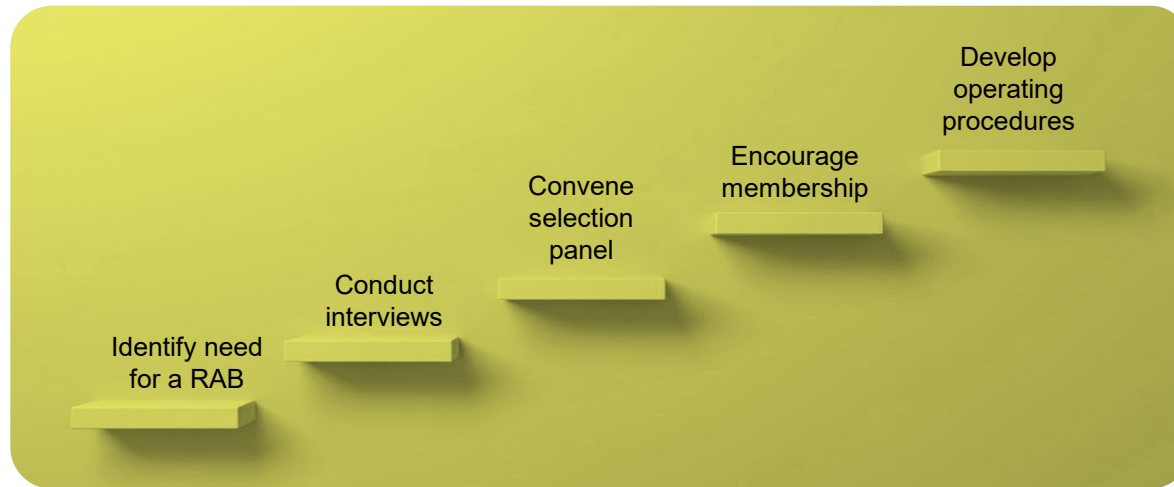 Identify need
for a RAB
Conduct
interviews
Convene
selection
panel
Encourage
membership
Develop
operating
procedures